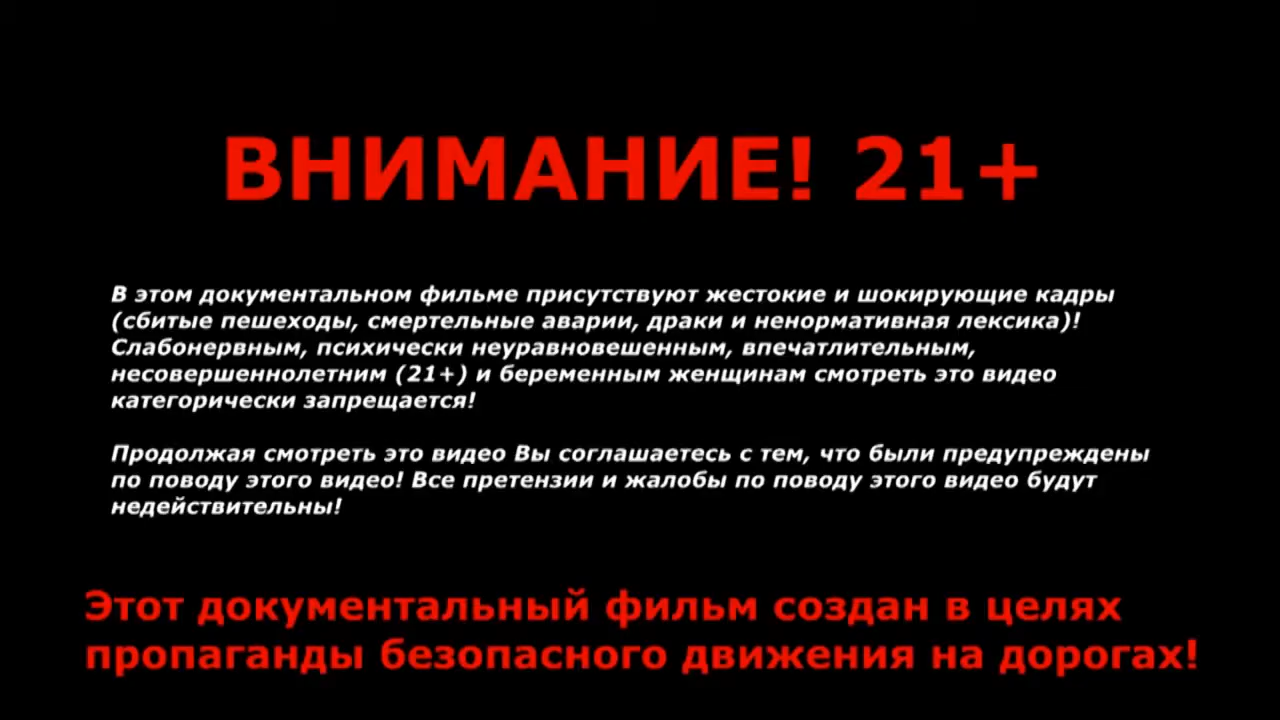 ВНИМАНИЕ! 21+
В этом документальном фильме присутствуют жестокие и шокирующие кадры
(сбитые пешеходы, смертельные аварии, драки и ненормативная лексика)!
Слабонервным, психически неуравновешенным, впечатлительным,
несовершеннолетним (21+) и беременным женщинам смотреть это видео
категорически запрещается!
Продолжая смотреть это видео Вы соглашаетесь с тем, что были предупреждены
по поводу этого видео! Все претензии и жалобы по поводу этого видео будут
недействительны!
Этот документальный фильм создан в целях
пропаганды безопасного движения на дорогах!